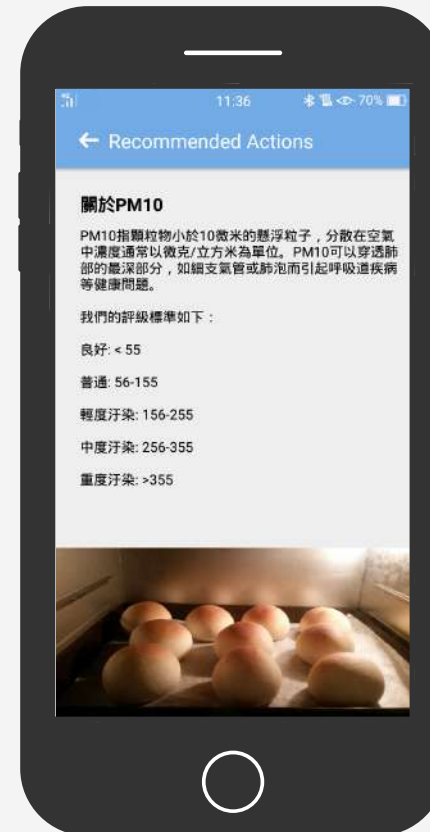 11:36 70%
← Recommended Actions
關於PM10
PM10指顆粒物小於10微米的懸浮粒子，分散在空氣
中濃度通常以微克/立方米為單位。PM10可以穿透肺
部的最深部分，如細支氣管或肺泡而引起呼吸道疾病
等健康問題。
我們的評級標準如下：
良好: < 55
普通: 56-155
輕度汙染: 156-255
中度汙染: 256-355
重度汙染: >355